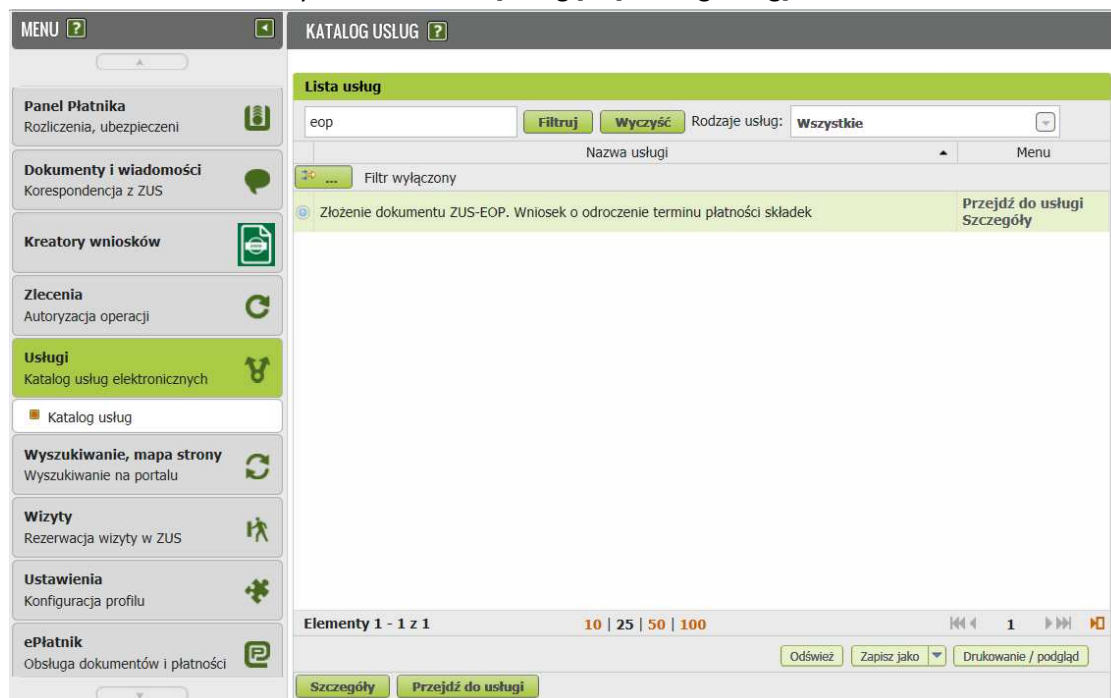 MENU ?
KATALOG USLUG ?
Panel Płatnika
Rozliczenia, ubezpieczeni
Dokumenty i wiadomości
Korespondencja z ZUS
Kreatory wniosków
Zlecenia
Autoryzacja operacji
Usługi
Katalog usług elektronicznych
Katalog usług
Wyszukiwanie, mapa strony
Wyszukiwanie na portalu
Wizyty
Rezerwacja wizyty w ZUS
Ustawienia
Konfiguracja profilu
ePłatnik
Obsługa dokumentów i płatności
Lista usług
eop Filtruj Wyczyść Rodzaje usług: Wszystkie
Nazwa usługi Menu
... Filtr wyłączony
Złożenie dokumentu ZUS-EOP. Wniosek o odroczenie terminu płatności składek
Przejdź do usługi
Szczegóły
Elementy 1 - 1 z 1 10 | 25 | 50 | 100 1
Odśwież Zapisz jako Drukowanie / podgląd
Szczegóły Przejdź do usługi